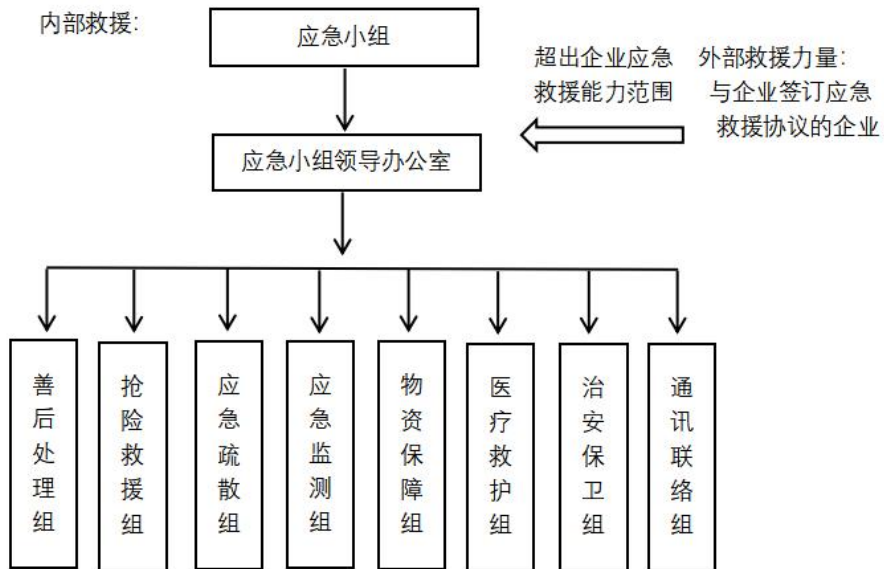 内部救援：
应急小组
超出企业应急
救援能力范围
外部救援力量：
与企业签订应急
救援协议的企业
应急小组领导办公室
善后处理组
抢险救援组
应急疏散组
应急监测组
物资保障组
医疗救护组
治安保卫组
通讯联络组